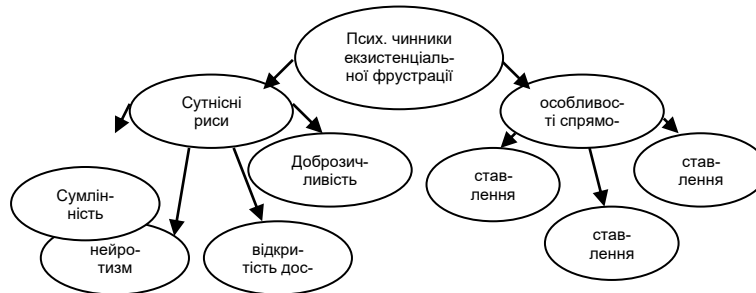 Псих. чинники
екзистенціаль-
ної фрустрації
Сутнісні
риси
особливос-
ті спрямо-
Доброзич-
ливість
став-
лення
став-
лення
Сумлін-
ність
нейро-
тизм
відкри-
тість дос-
став-
лення